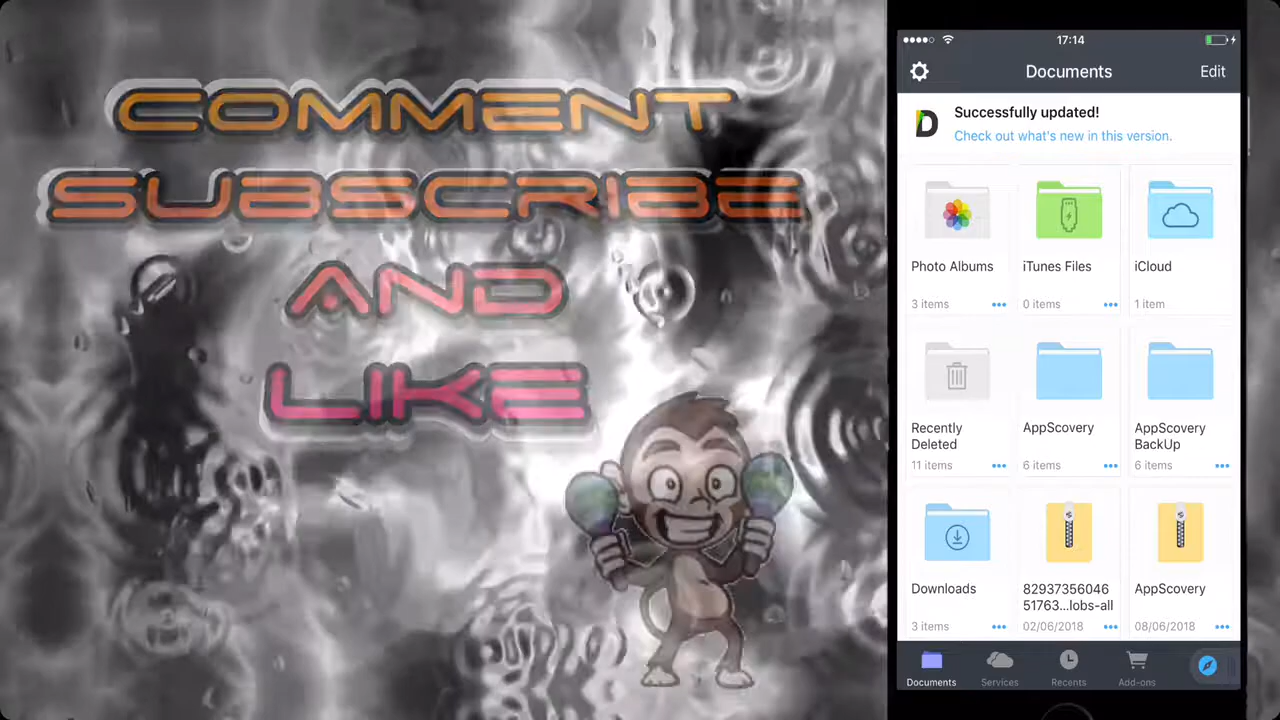 COMMENT
SUBSCRIBE
AND
LIKE
17:14
Documents
Edit
D
Successfully updated!
Check out what's new in this version.
Photo Albums
3 items
iTunes Files
0 items
iCloud
1 item
Recently
Deleted
11 items
AppScovery
6 items
AppScovery
BackUp
6 items
Downloads
3 items
82937356046
51763...lobs-all
02/06/2018
AppScovery
08/06/2018
Documents
Services
Recents
Add-ons